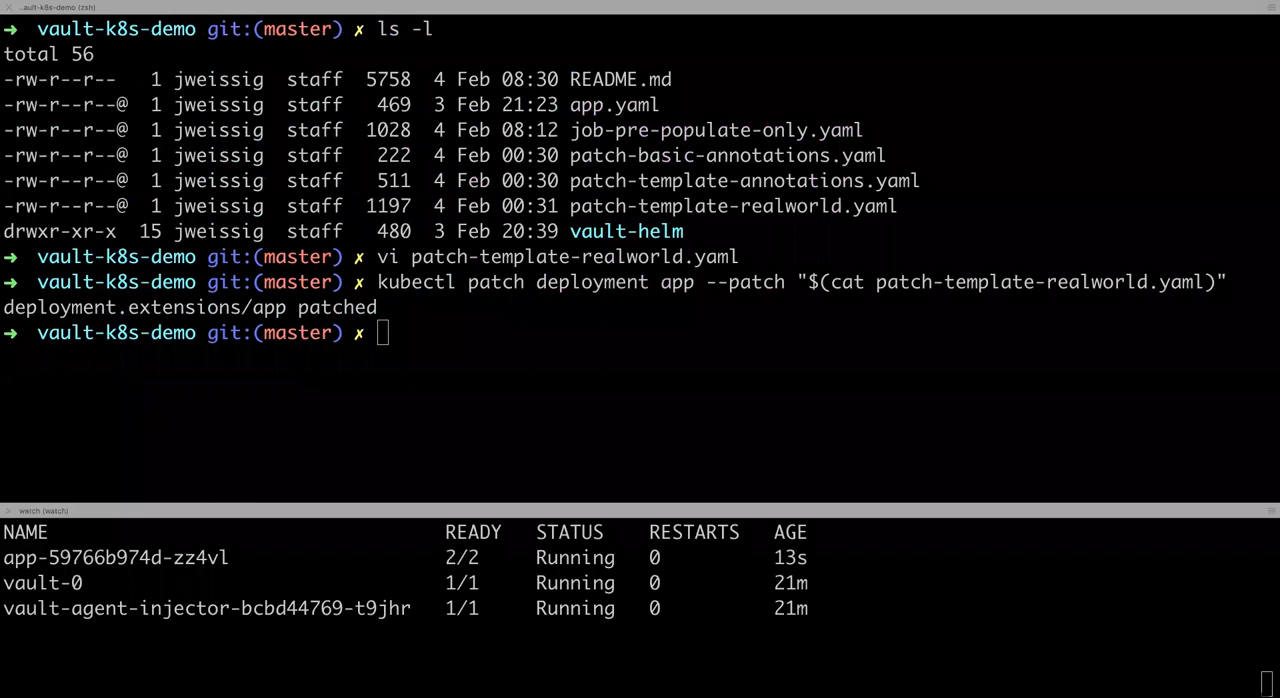 ..ault-k8s-demo (zsh)
➜ vault-k8s-demo git:(master) ✗ ls -l
total 56
-rw-r--r-- 1 jweissig staff 5758 4 Feb 08:30 README.md
-rw-r--r--@ 1 jweissig staff 469 3 Feb 21:23 app.yaml
-rw-r--r--@ 1 jweissig staff 1028 4 Feb 08:12 job-pre-populate-only.yaml
-rw-r--r--@ 1 jweissig staff 222 4 Feb 00:30 patch-basic-annotations.yaml
-rw-r--r--@ 1 jweissig staff 511 4 Feb 00:30 patch-template-annotations.yaml
-rw-r--r--@ 1 jweissig staff 1197 4 Feb 00:31 patch-template-realworld.yaml
drwxr-xr-x 15 jweissig staff 480 3 Feb 20:39 vault-helm
➜ vault-k8s-demo git:(master) ✗ vi patch-template-realworld.yaml
➜ vault-k8s-demo git:(master) ✗ kubectl patch deployment app --patch "$(cat patch-template-realworld.yaml)"
deployment.extensions/app patched
➜ vault-k8s-demo git:(master) ✗
watch (watch)
NAME READY STATUS RESTARTS AGE
app-59766b974d-zz4vl 2/2 Running 0 13s
vault-0 1/1 Running 0 21m
vault-agent-injector-bcbd44769-t9jhr 1/1 Running 0 21m